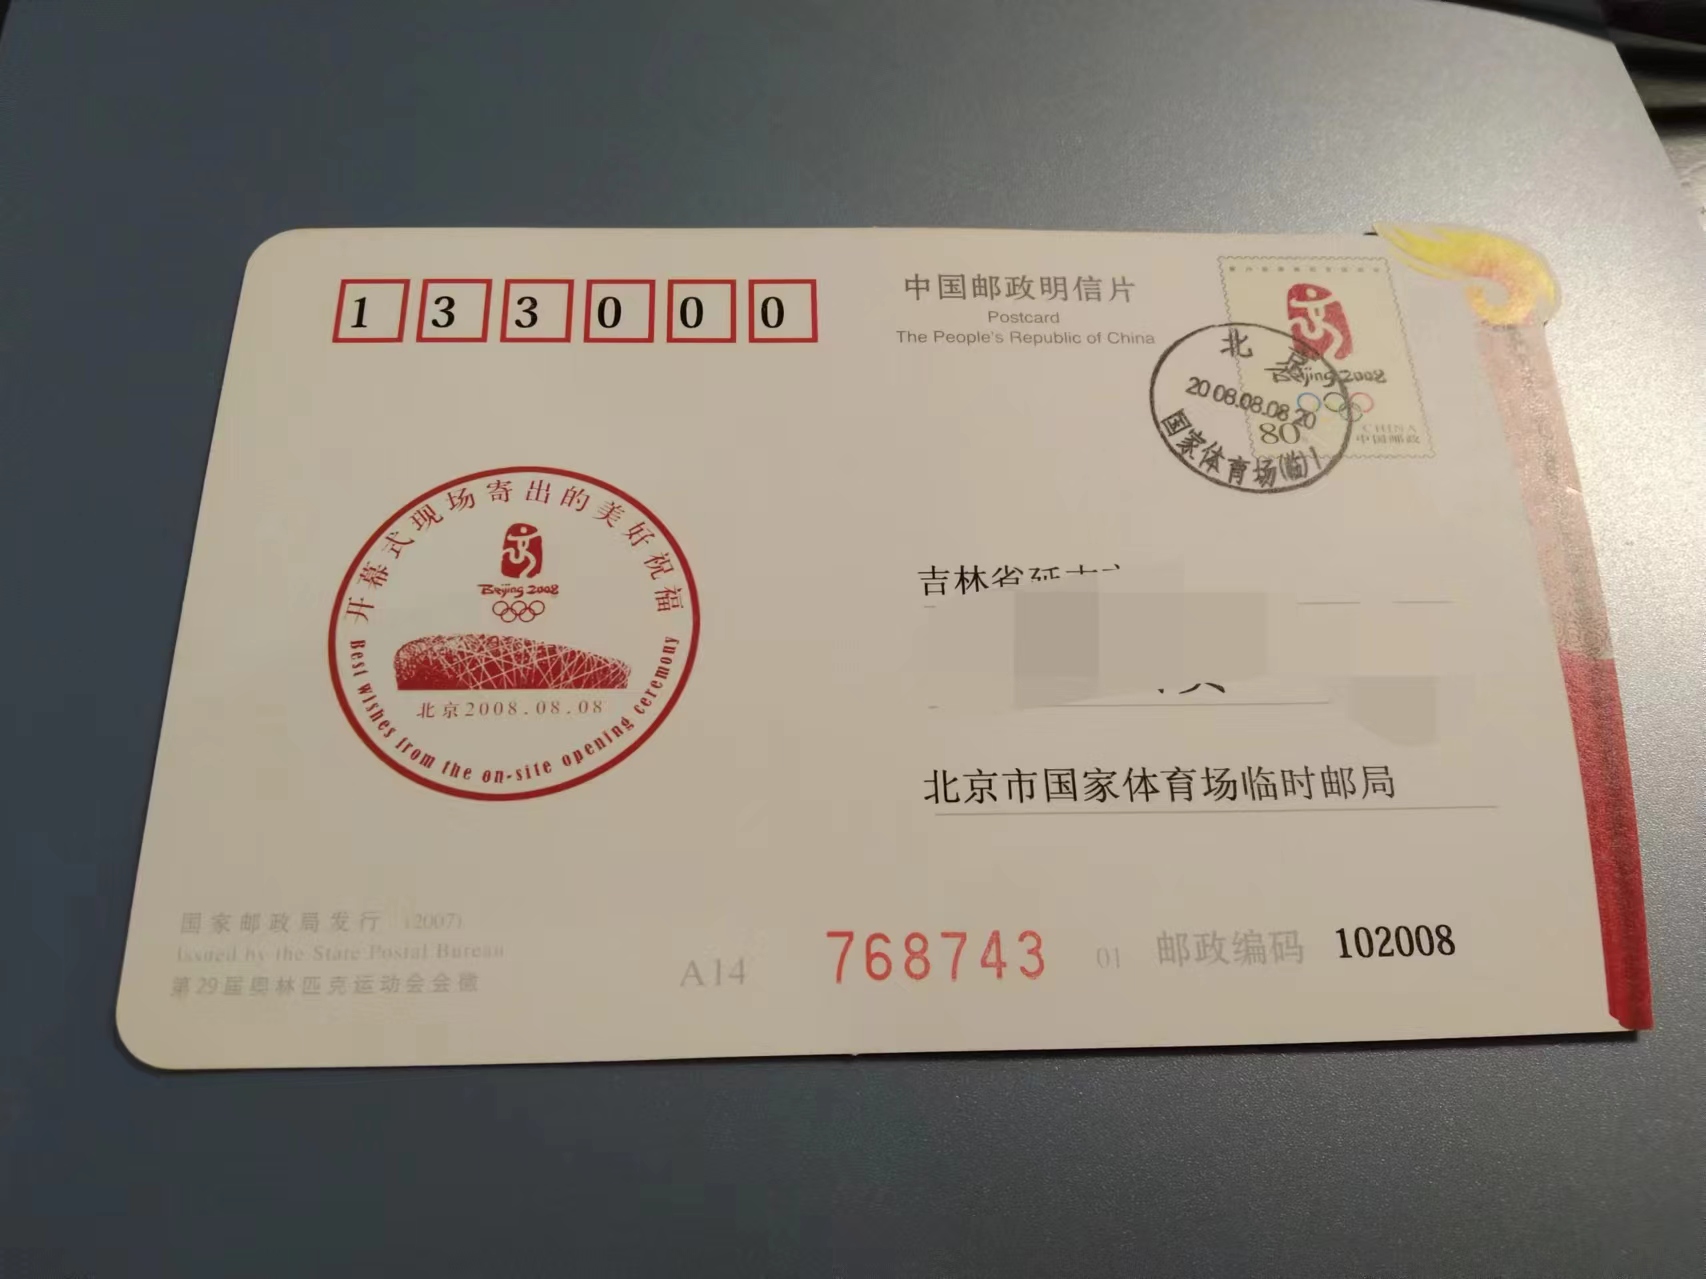 133000
中国邮政明信片
Postcard
The People's Republic of China
Beijing 2008
80
CHINA
中国邮政
北京
2008.08.08.20
国家体育场(临)1
开幕式现场寄出的美好祝福
Beijing 2008
北京2008.08.08
Best wishes from the on-site opening ceremony
吉林省延吉
北京市国家体育场临时邮局
国家邮政局发行 (2007)
Issued by the State Postal Bureau
第29届奥林匹克运动会会徽
A14
768743
01
邮政编码 102008